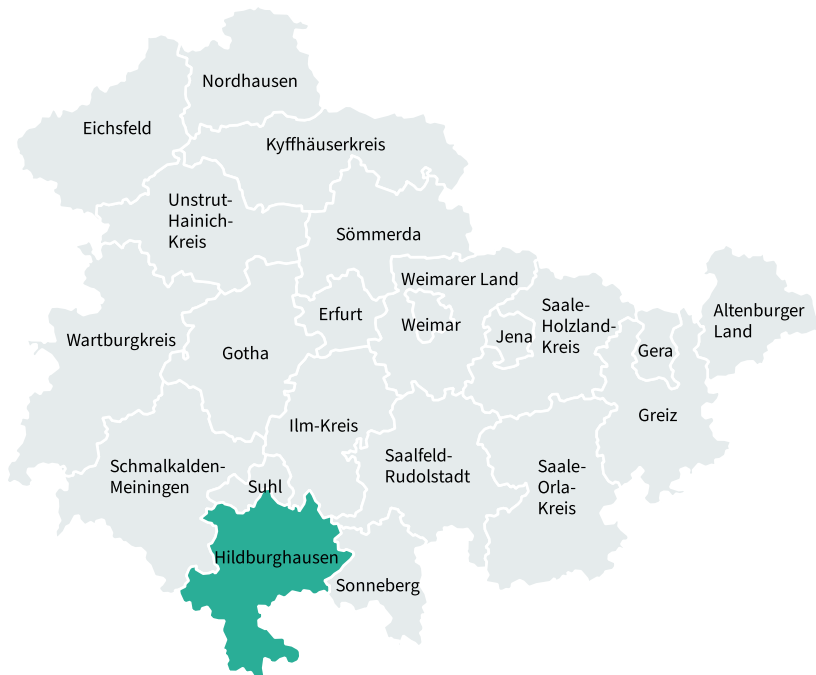 Nordhausen
Eichsfeld
Kyffhäuserkreis
Unstrut-
Hainich-
Kreis
Sömmerda
Weimarer Land
Saale-
Holzland-
Kreis
Altenburger
Land
Erfurt
Weimar
Jena
Wartburgkreis
Gotha
Gera
Greiz
Ilm-Kreis
Saalfeld-
Rudolstadt
Schmalkalden-
Meiningen
Suhl
Saale-
Orla-
Kreis
Hildburghausen
Sonneberg